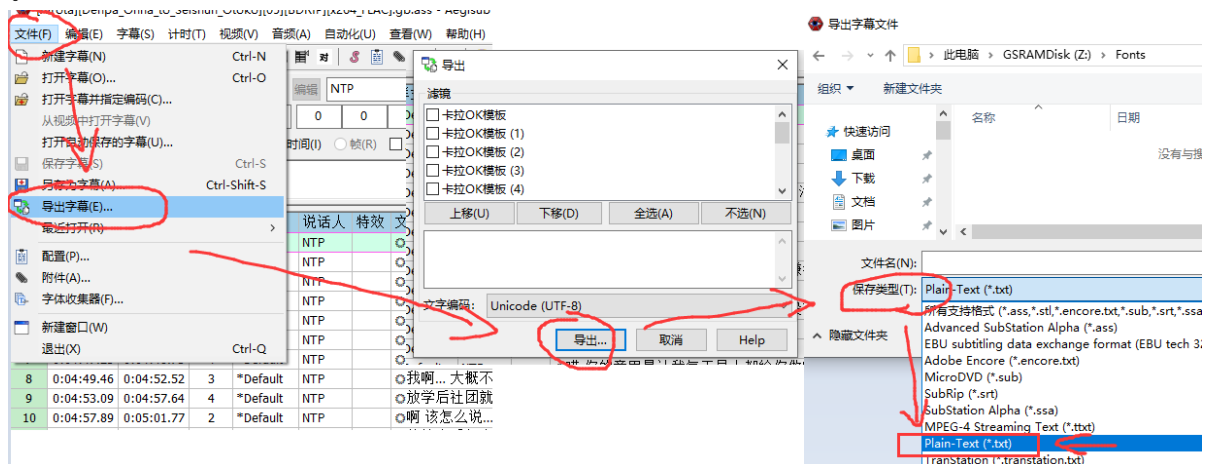 [Denpa_Onna_to_Seishun_Otoko][05][BDRIP][x264_FLAC].gb.ass - Aegisub
文件(F) 编辑(E) 字幕(S) 计时(T) 视频(V) 音频(A) 自动化(U) 查看(W) 帮助(H)
新建字幕(N) Ctrl-N
打开字幕(O)... Ctrl-O
打开字幕并指定编码(C)...
从视频中打开字幕(V)
打开自动保存的字幕(U)...
保存字幕(S) Ctrl-S
另存为字幕(A)... Ctrl-Shift-S
导出字幕(E)...
最近打开(R)
配置(P)...
附件(A)...
字体收集器(F)...
新建窗口(W)
退出(X) Ctrl-Q
编辑 NTP
0 0
时间(I) 帧(R)
说话人 特效 文
NTP
NTP
NTP
NTP
NTP
NTP
NTP
8 0:04:49.46 0:04:52.52 3 *Default NTP 我啊... 大概不
9 0:04:53.09 0:04:57.64 4 *Default NTP 放学后社团就
10 0:04:57.89 0:05:01.77 2 *Default NTP 啊 该怎么说...
导出
滤镜
卡拉OK模板
卡拉OK模板 (1)
卡拉OK模板 (2)
卡拉OK模板 (3)
卡拉OK模板 (4)
上移(U) 下移(D) 全选(A) 不选(N)
文字编码: Unicode (UTF-8)
导出... 取消 Help
导出字幕文件
此电脑 > GSRAMDisk (Z:) > Fonts
组织 新建文件夹
名称 日期
快速访问
桌面
下载
文档
图片
没有与搜
文件名(N):
保存类型(T): Plain-Text (*.txt)
隐藏文件夹
所有支持格式 (*.ass,*.stl,*.encore.txt,*.sub,*.srt,*.ssa
Advanced SubStation Alpha (*.ass)
EBU subtitling data exchange format (EBU tech 32
Adobe Encore (*.encore.txt)
MicroDVD (*.sub)
SubRip (*.srt)
SubStation Alpha (*.ssa)
MPEG-4 Streaming Text (*.ttxt)
Plain-Text (*.txt)
TranStation (*.transtation.txt)